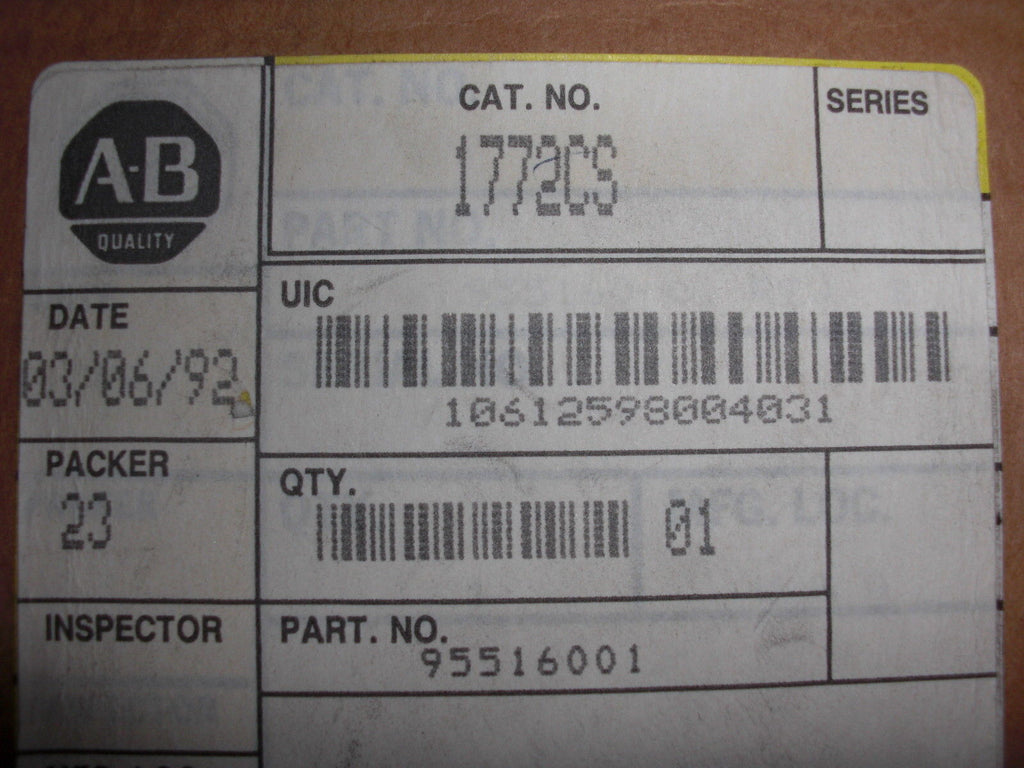 A-B
QUALITY
CAT. NO.
1772CS
SERIES
DATE
03/06/92
UIC
10612598004031
PACKER
23
QTY.
01
INSPECTOR
PART. NO.
95516001